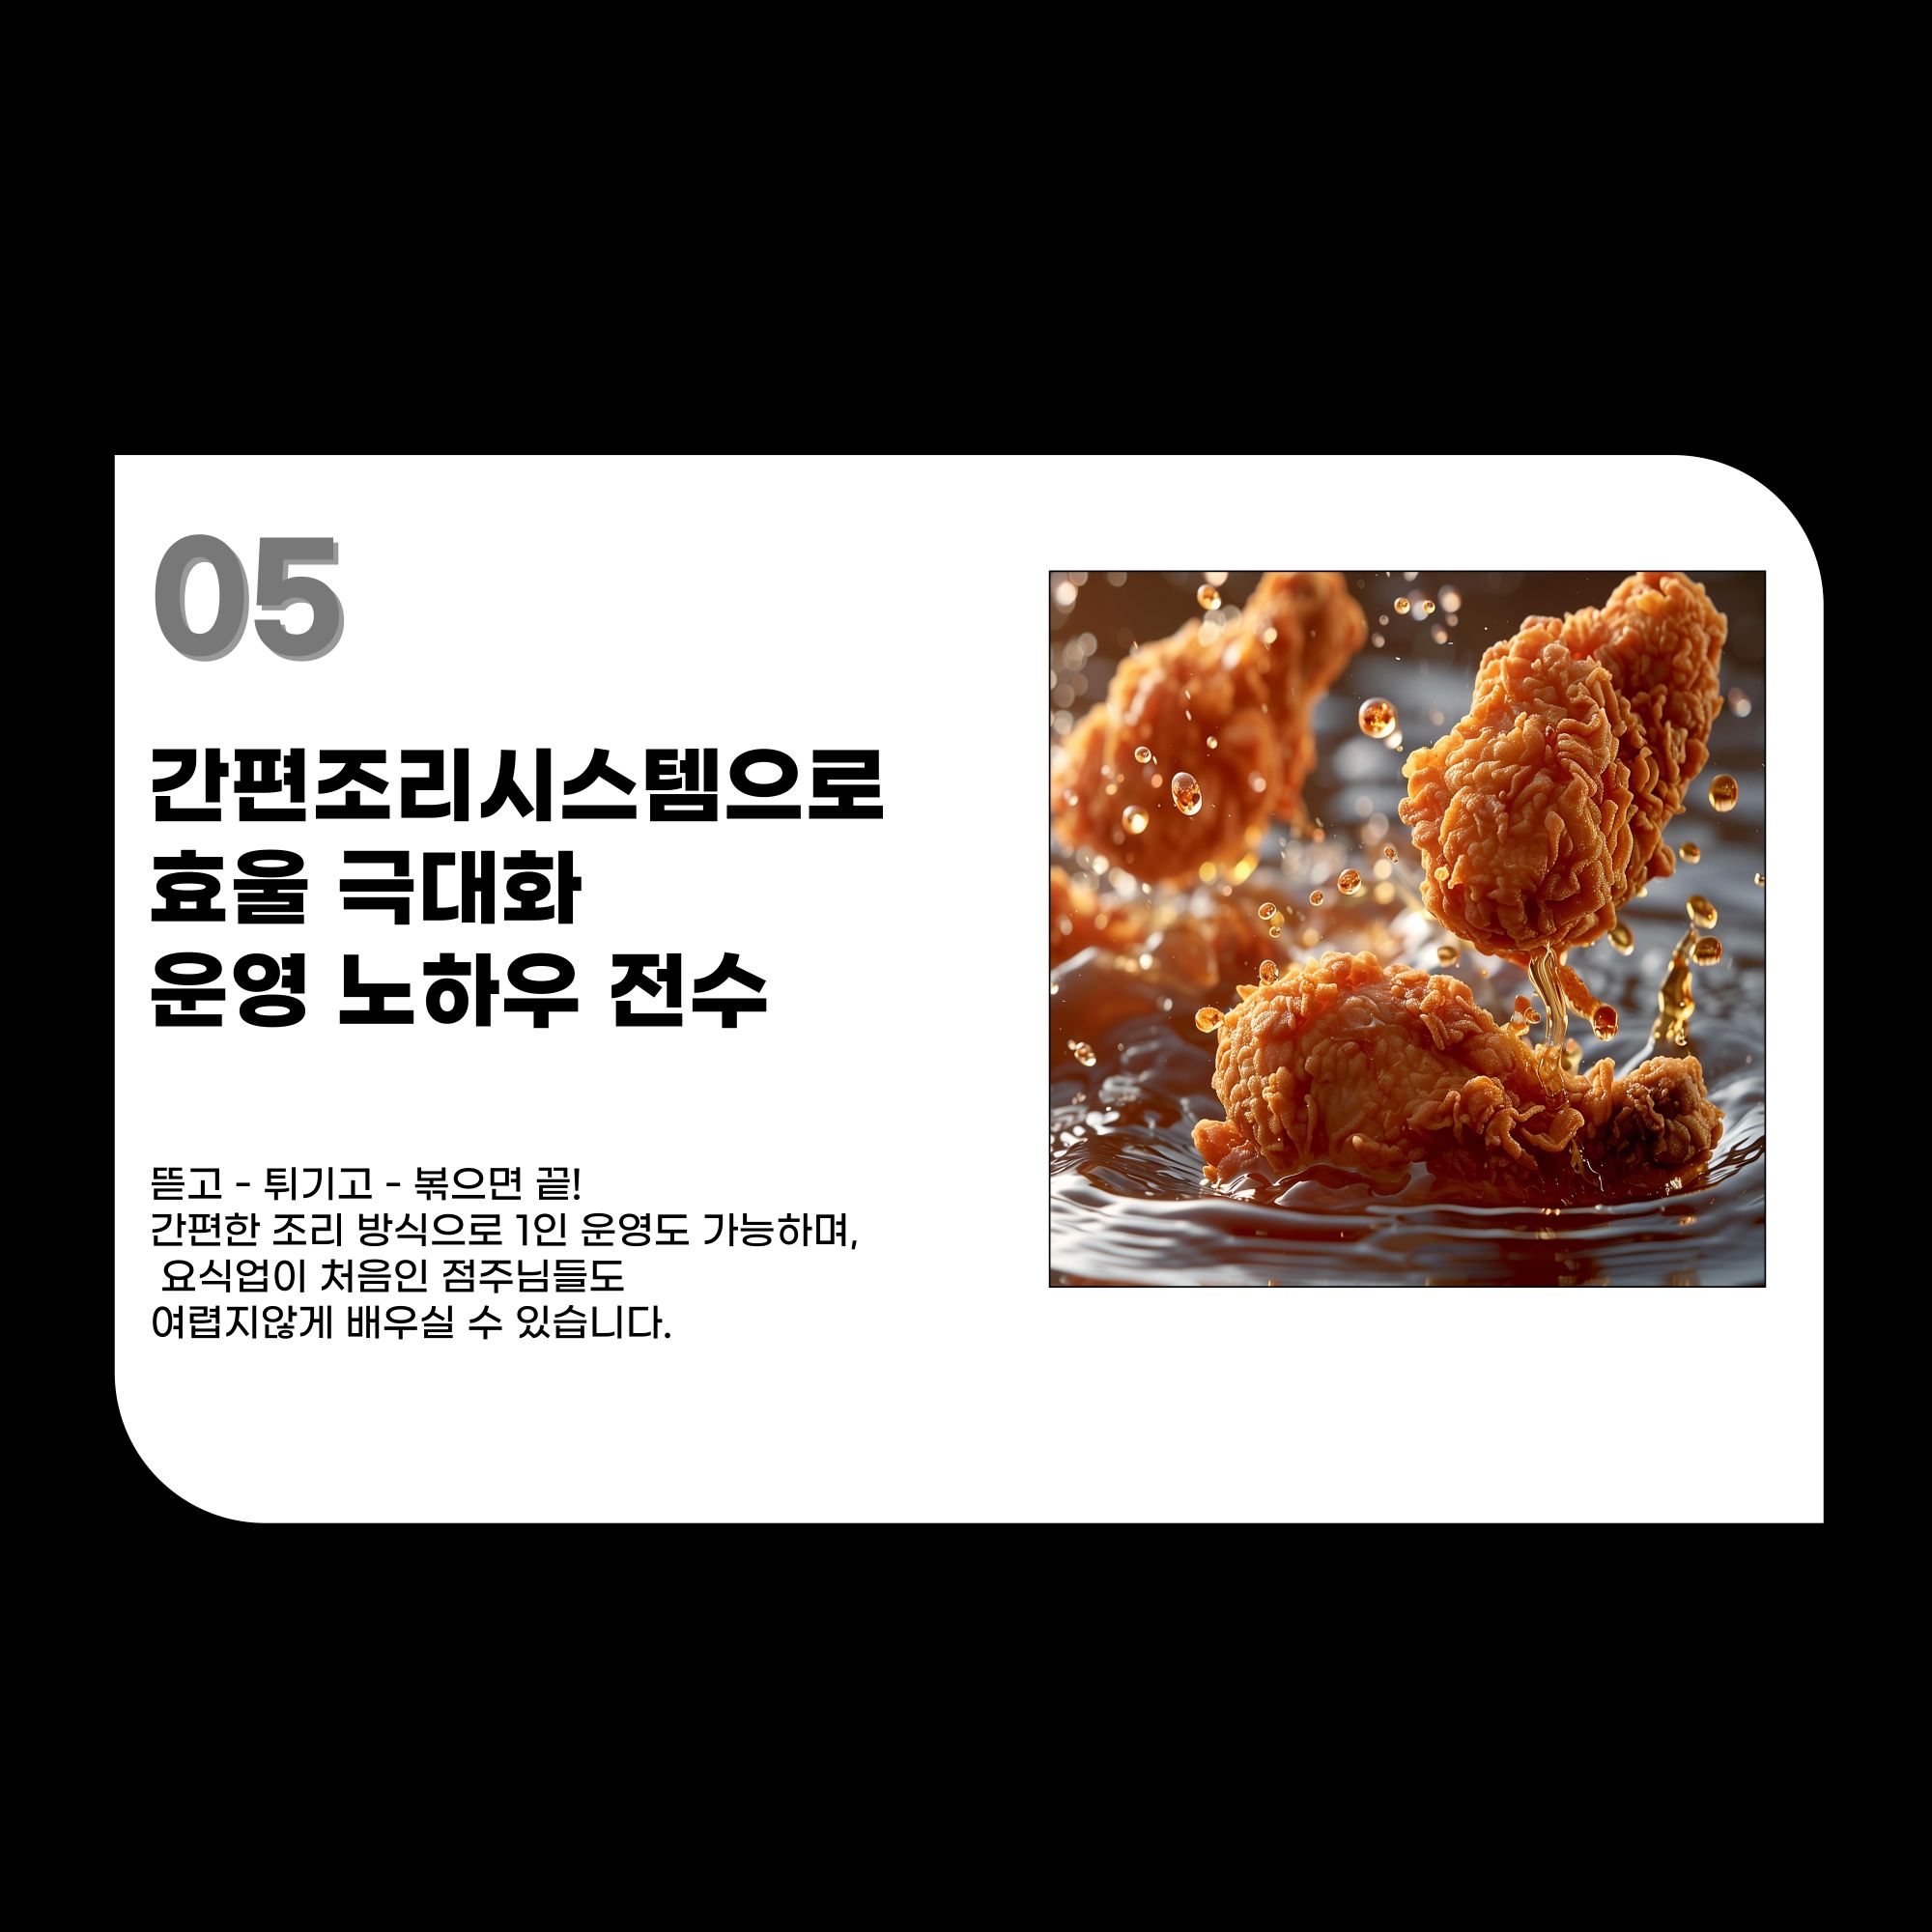 05
간편조리시스템으로
효울 극대화
운영 노하우 전수
뜯고 - 튀기고 - 볶으면 끝!
간편한 조리 방식으로 1인 운영도 가능하며,
요식업이 처음인 점주님들도
여렵지않게 배우실 수 있습니다.